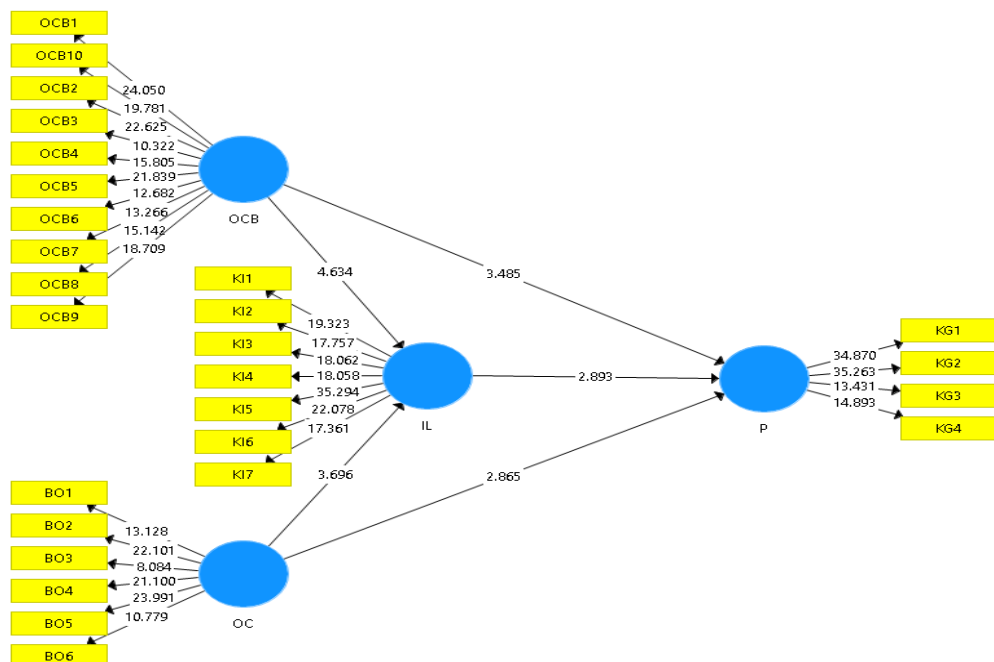 OCB1
OCB10
OCB2
OCB3
OCB4
OCB5
OCB6
OCB7
OCB8
OCB9
24.050
19.781
22.625
10.322
15.805
21.839
12.682
13.266
15.142
18.709
OCB
4.634
3.485
KI1
KI2
KI3
KI4
KI5
KI6
KI7
19.323
17.757
18.062
18.058
35.294
22.078
17.361
IL
2.893
3.696
2.865
P
34.870
35.263
13.431
14.893
KG1
KG2
KG3
KG4
BO1
BO2
BO3
BO4
BO5
BO6
13.128
22.101
8.084
21.100
23.991
10.779
OC